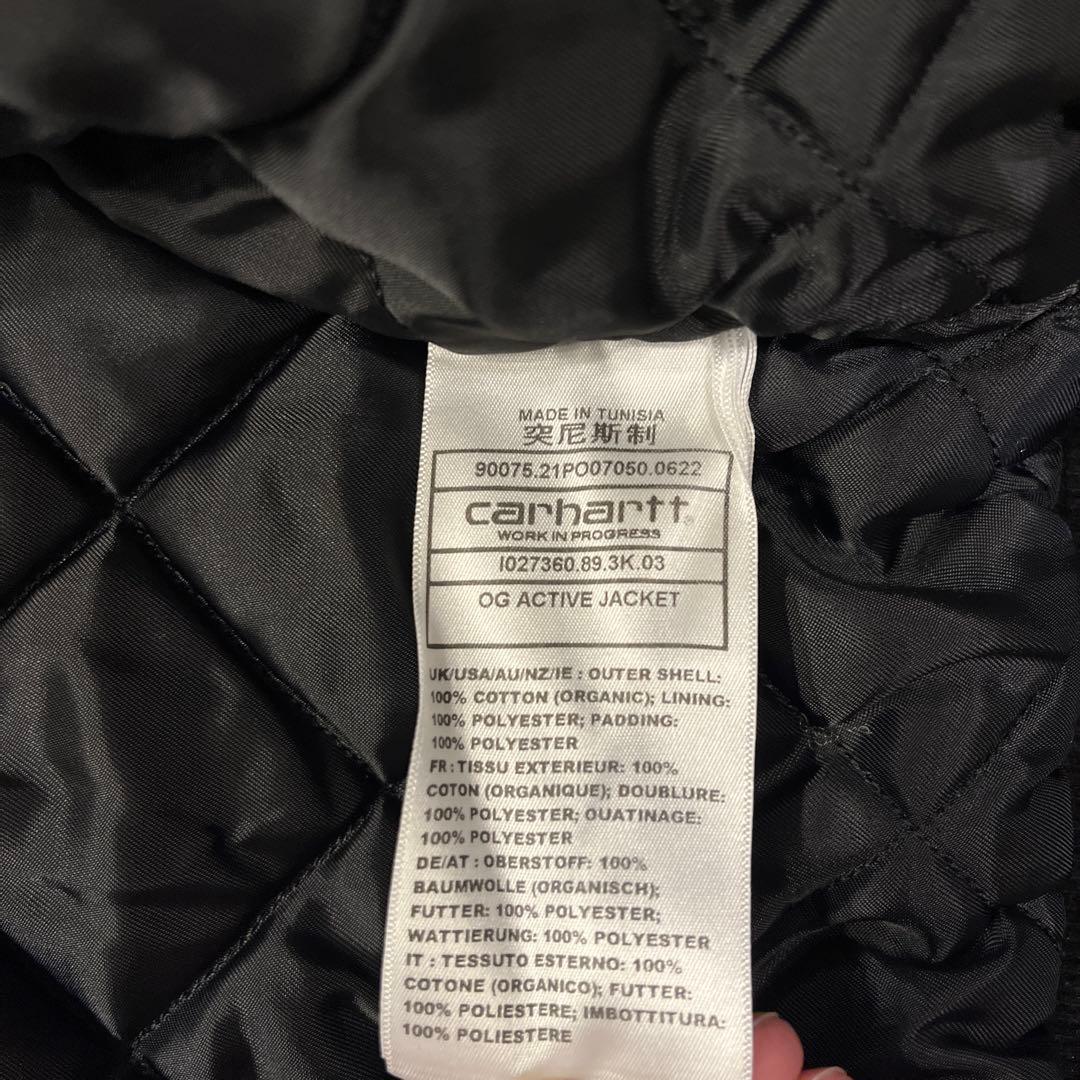 MADE IN TUNISIA
突尼斯制
90075.21PO07050.0622
carhartt
WORK IN PROGRESS
I027360.89.3K.03
OG ACTIVE JACKET
UK/USA/AU/NZ/IE : OUTER SHELL:
100% COTTON (ORGANIC); LINING:
100% POLYESTER; PADDING:
100% POLYESTER
FR : TISSU EXTERIEUR: 100%
COTON (ORGANIQUE); DOUBLURE:
100% POLYESTER; OUATINAGE:
100% POLYESTER
DE/AT : OBERSTOFF: 100%
BAUMWOLLE (ORGANISCH);
FUTTER: 100% POLYESTER;
WATTIERUNG: 100% POLYESTER
IT : TESSUTO ESTERNO: 100%
COTONE (ORGANICO); FUTTER:
100% POLIESTERE; IMBOTTITURA:
100% POLIESTERE